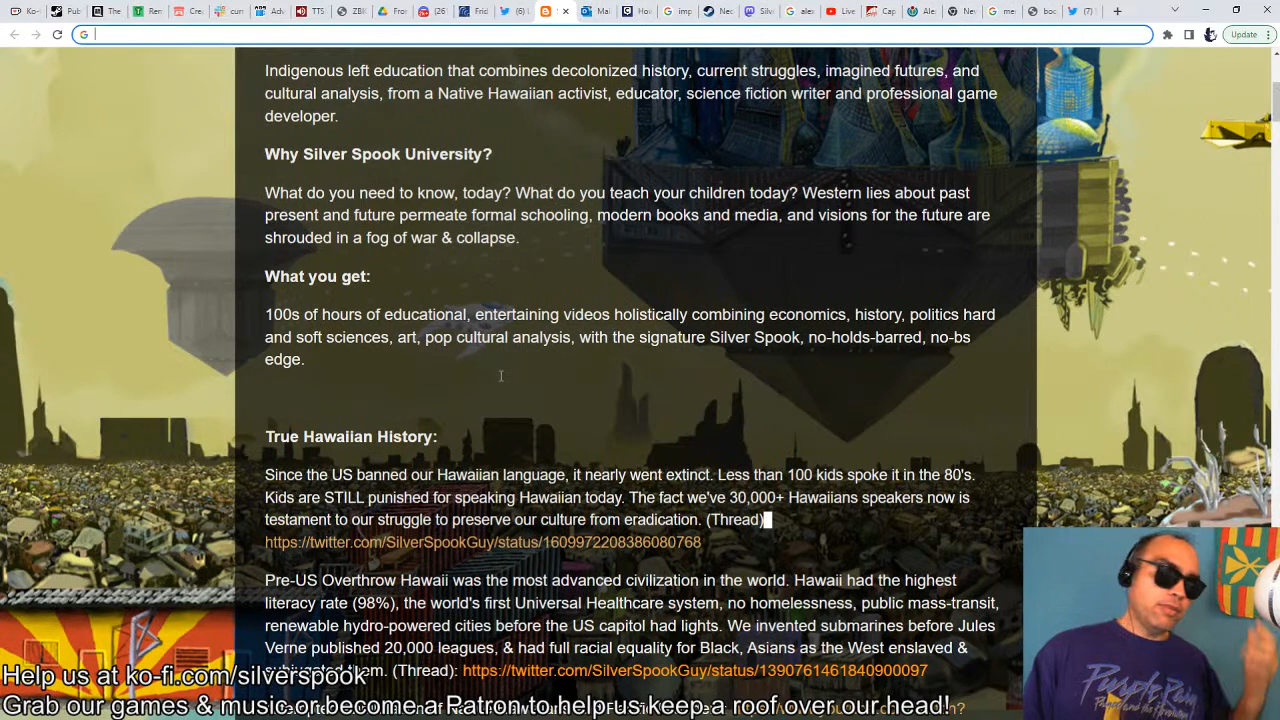 Update
Indigenous left education that combines decolonized history, current struggles, imagined futures, and
cultural analysis, from a Native Hawaiian activist, educator, science fiction writer and professional game
developer.
Why Silver Spook University?
What do you need to know, today? What do you teach your children today? Western lies about past
present and future permeate formal schooling, modern books and media, and visions for the future are
shrouded in a fog of war & collapse.
What you get:
100s of hours of educational, entertaining videos holistically combining economics, history, politics hard
and soft sciences, art, pop cultural analysis, with the signature Silver Spook, no-holds-barred, no-bs
edge.
True Hawaiian History:
Since the US banned our Hawaiian language, it nearly went extinct. Less than 100 kids spoke it in the 80's.
Kids are STILL punished for speaking Hawaiian today. The fact we've 30,000+ Hawaiians speakers now is
testament to our struggle to preserve our culture from eradication. (Thread)
https://twitter.com/SilverSpookGuy/status/1609972208386080768
Pre-US Overthrow Hawaii was the most advanced civilization in the world. Hawaii had the highest
literacy rate (98%), the world's first Universal Healthcare system, no homelessness, public mass-transit,
renewable hydro-powered cities before the US capitol had lights. We invented submarines before Jules
Verne published 20,000 leagues, & had full racial equality for Black, Asians as the West enslaved &
(Thread): https://twitter.com/SilverSpookGuy/status/1390761461840900097
Help us at ko-fi.com/silverspook
Grab our games & music or become a Patron to help us keep a roof over our head!
Purple Rain